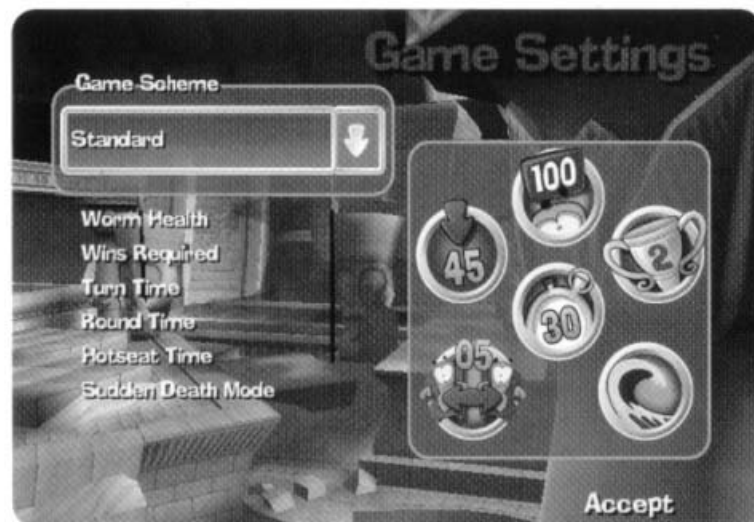 Game Settings
Game Scheme
Standard
Worm Health
Wins Required
Turn Time
Round Time
Hotseat Time
Sudden Death Mode
100
45
2
30
05
Accept